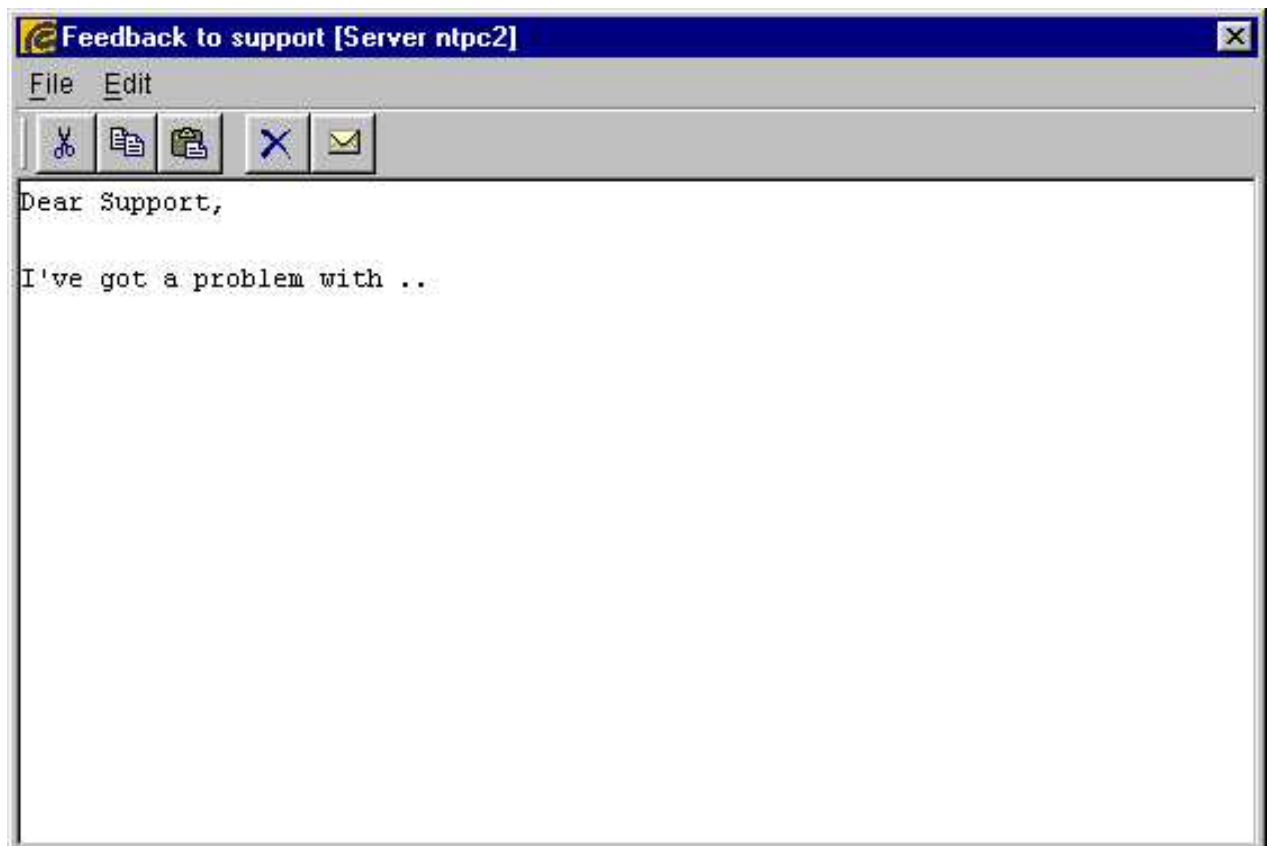 Feedback to support [Server ntpc2]
File Edit
Dear Support,
I've got a problem with ..